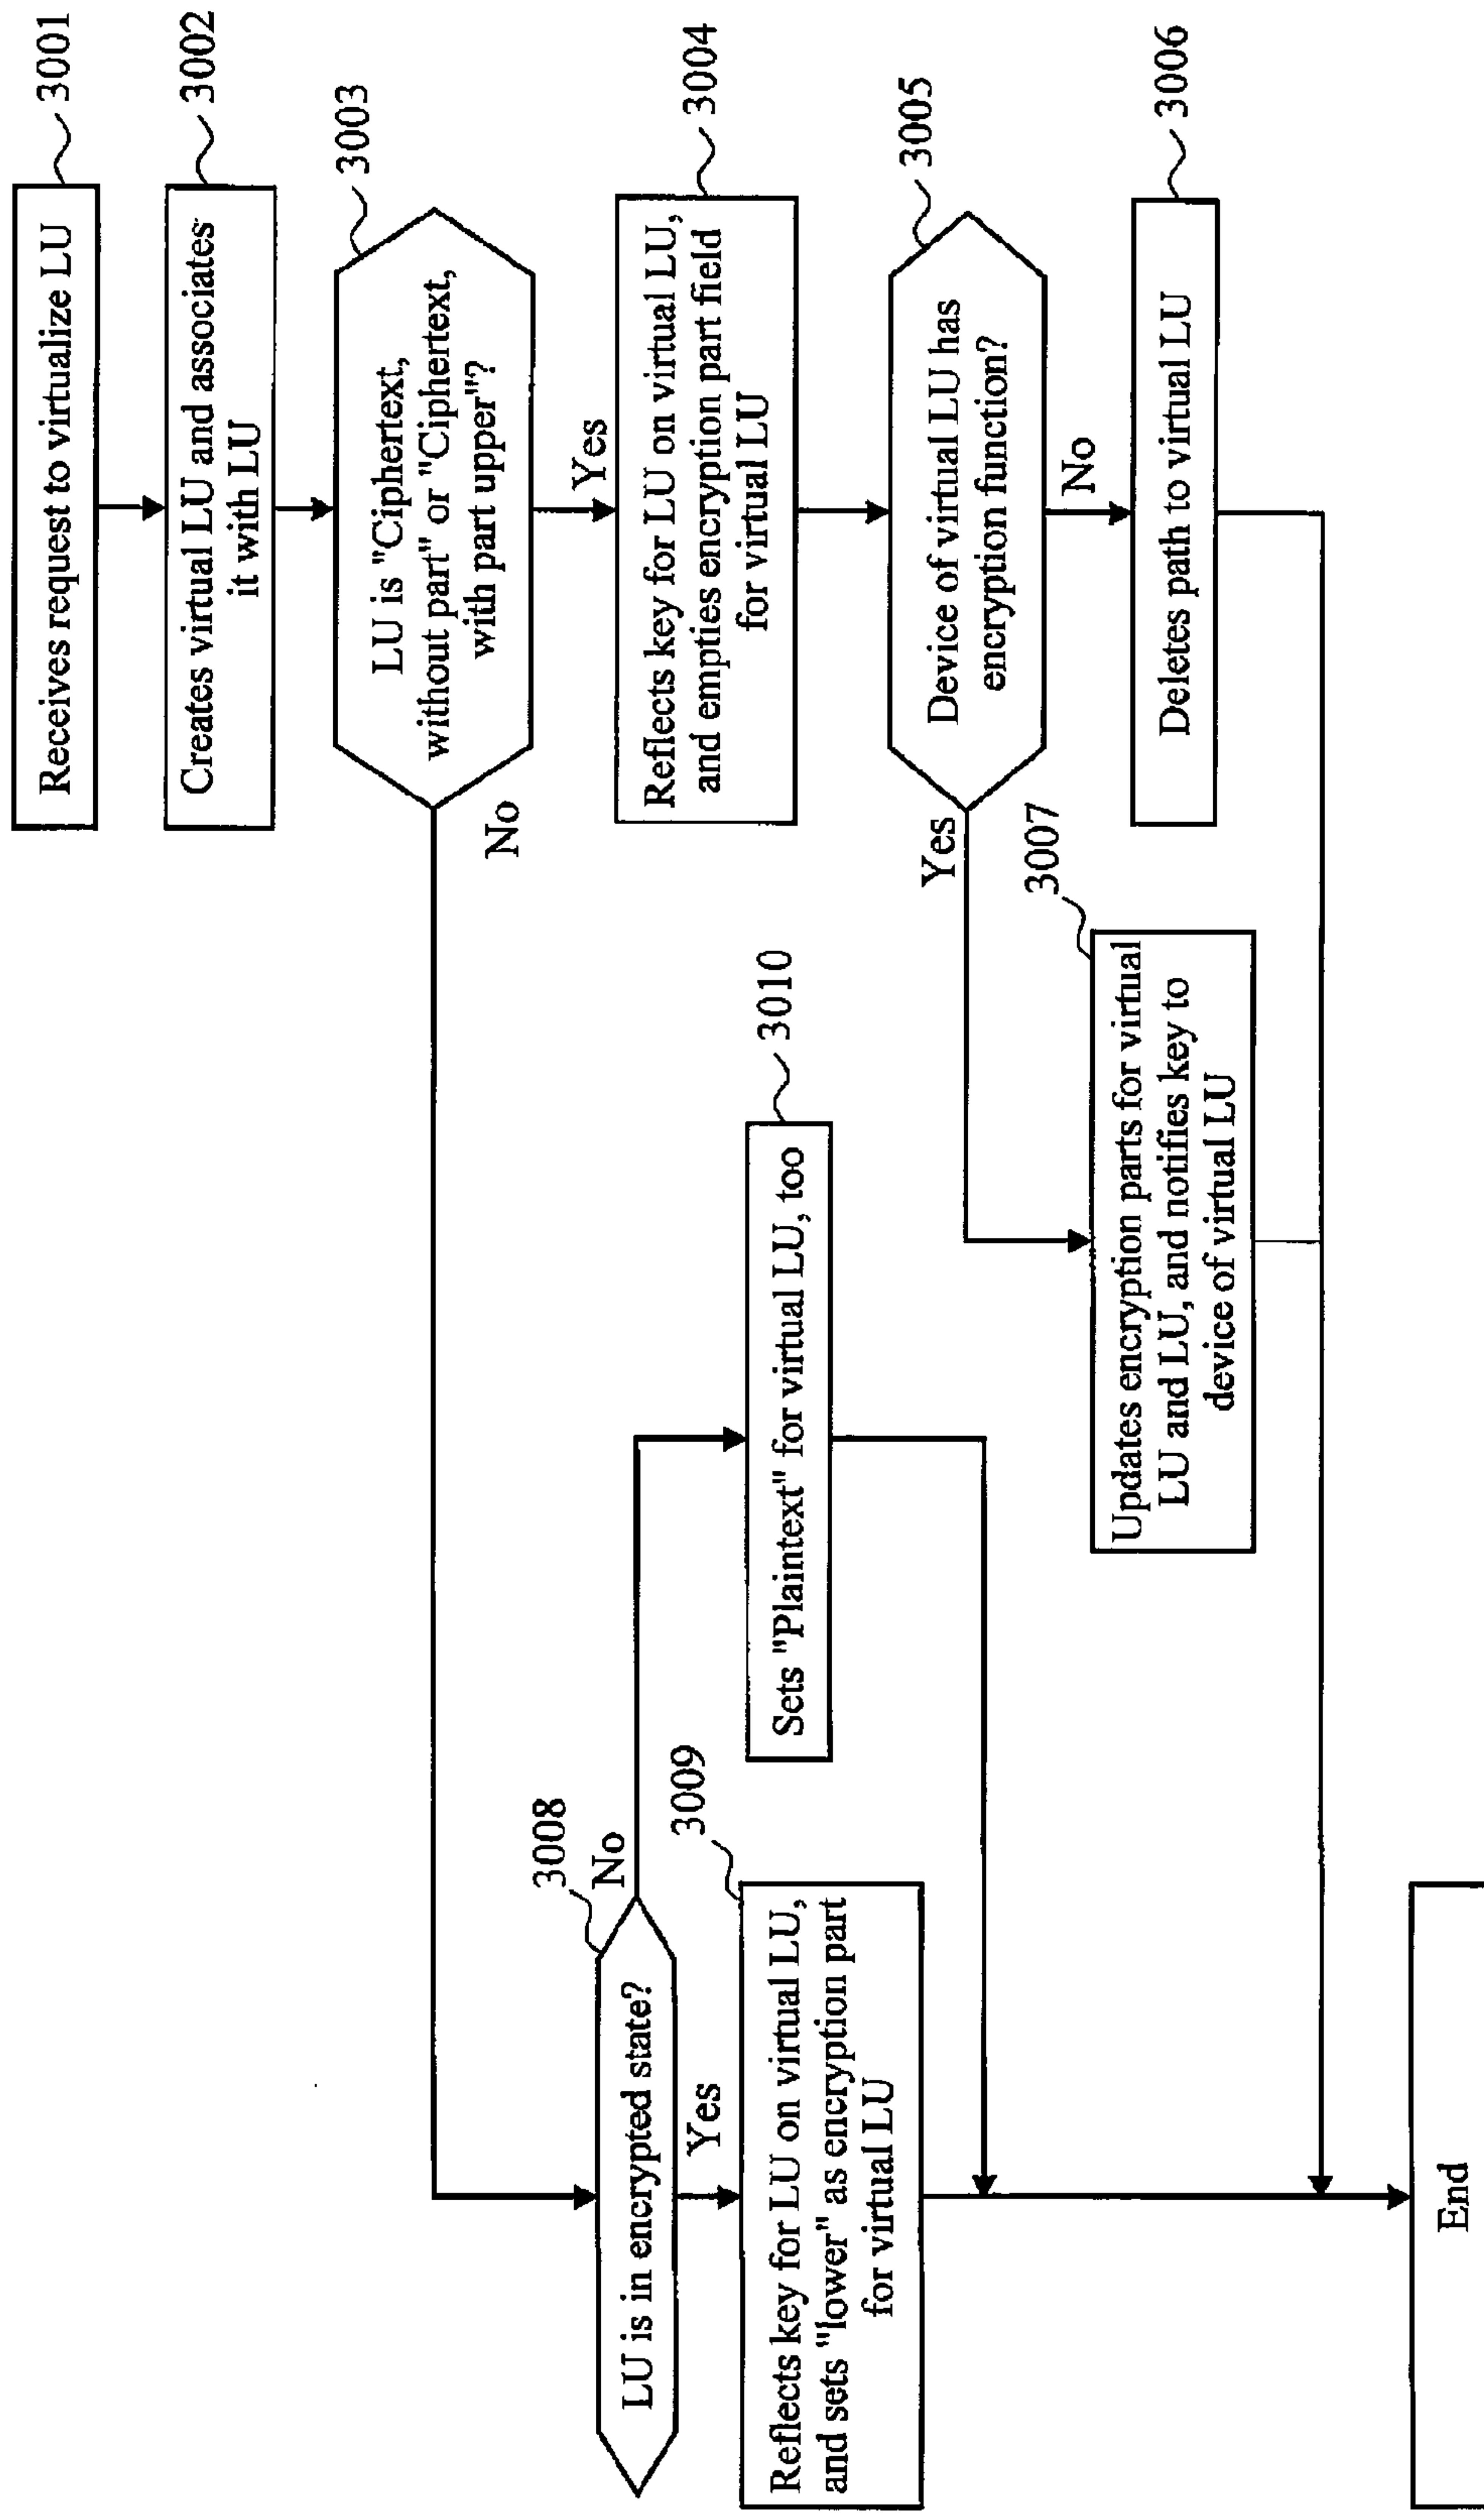 Receives request to virtualize LU
3001
Creates virtual LU and associates
it with LU
3002
LU is "Ciphertext,
without part" or "Ciphertext,
with part upper"?
3003
Yes
No
Reflects key for LU on virtual LU,
and empties encryption part field
for virtual LU
3004
Device of virtual LU has
encryption function?
3005
No
Yes
Deletes path to virtual LU
3006
Updates encryption parts for virtual
LU and LU, and notifies key to
device of virtual LU
3007
LU is in encrypted state?
3008
No
Yes
Reflects key for LU on virtual LU,
and sets "lower" as encryption part
for virtual LU
3009
Sets "Plaintext" for virtual LU, too
3010
End